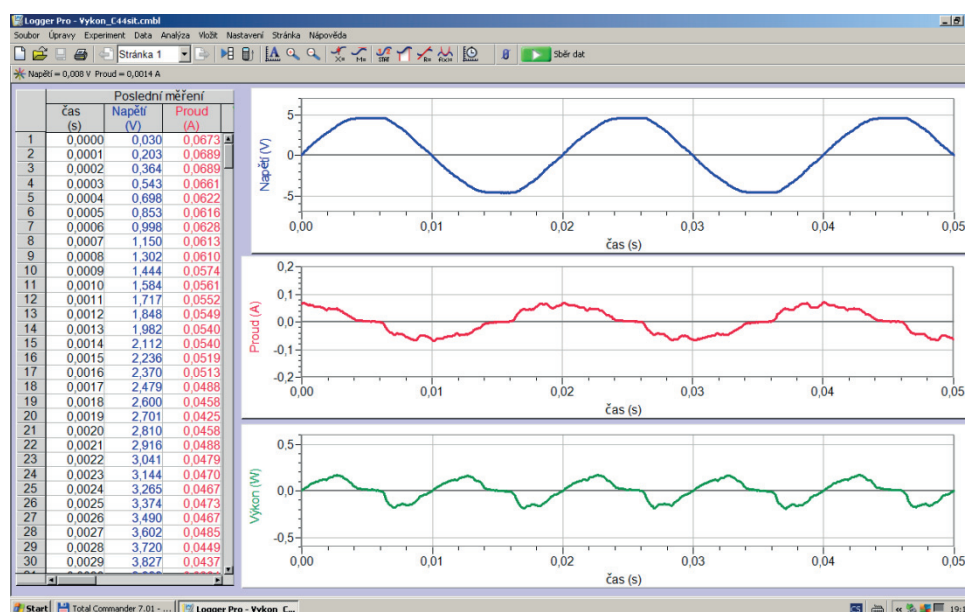 Logger Pro - Vykon_C44sit.cmbl
Soubor Úpravy Experiment Data Analýza Vložit Nastavení Stránka Nápověda
Stránka 1 Sběr dat
Napětí = 0,008 V Proud = 0,0014 A
Poslední měření
čas Napětí Proud
(s) (V) (A)
1 0,0000 0,030 0,0673
2 0,0001 0,203 0,0689
3 0,0002 0,364 0,0689
4 0,0003 0,543 0,0661
5 0,0004 0,698 0,0622
6 0,0005 0,853 0,0616
7 0,0006 0,998 0,0628
8 0,0007 1,150 0,0613
9 0,0008 1,302 0,0610
10 0,0009 1,444 0,0574
11 0,0010 1,584 0,0561
12 0,0011 1,717 0,0552
13 0,0012 1,848 0,0549
14 0,0013 1,982 0,0540
15 0,0014 2,112 0,0540
16 0,0015 2,236 0,0519
17 0,0016 2,370 0,0513
18 0,0017 2,479 0,0488
19 0,0018 2,600 0,0458
20 0,0019 2,701 0,0425
21 0,0020 2,810 0,0458
22 0,0021 2,916 0,0488
23 0,0022 3,041 0,0479
24 0,0023 3,144 0,0470
25 0,0024 3,265 0,0467
26 0,0025 3,374 0,0473
27 0,0026 3,490 0,0467
28 0,0027 3,602 0,0485
29 0,0028 3,720 0,0449
30 0,0029 3,827 0,0437
Napětí (V)
5
0
-5
0,00 0,01 0,02 0,03 0,04 0,05
čas (s)
Proud (A)
0,2
0,1
0,0
-0,1
-0,2
0,00 0,01 0,02 0,03 0,04 0,05
čas (s)
Výkon (W)
0,5
0,0
-0,5
0,00 0,01 0,02 0,03 0,04 0,05
čas (s)
Start Total Commander 7.01 - ... Logger Pro - Vykon_C... CS